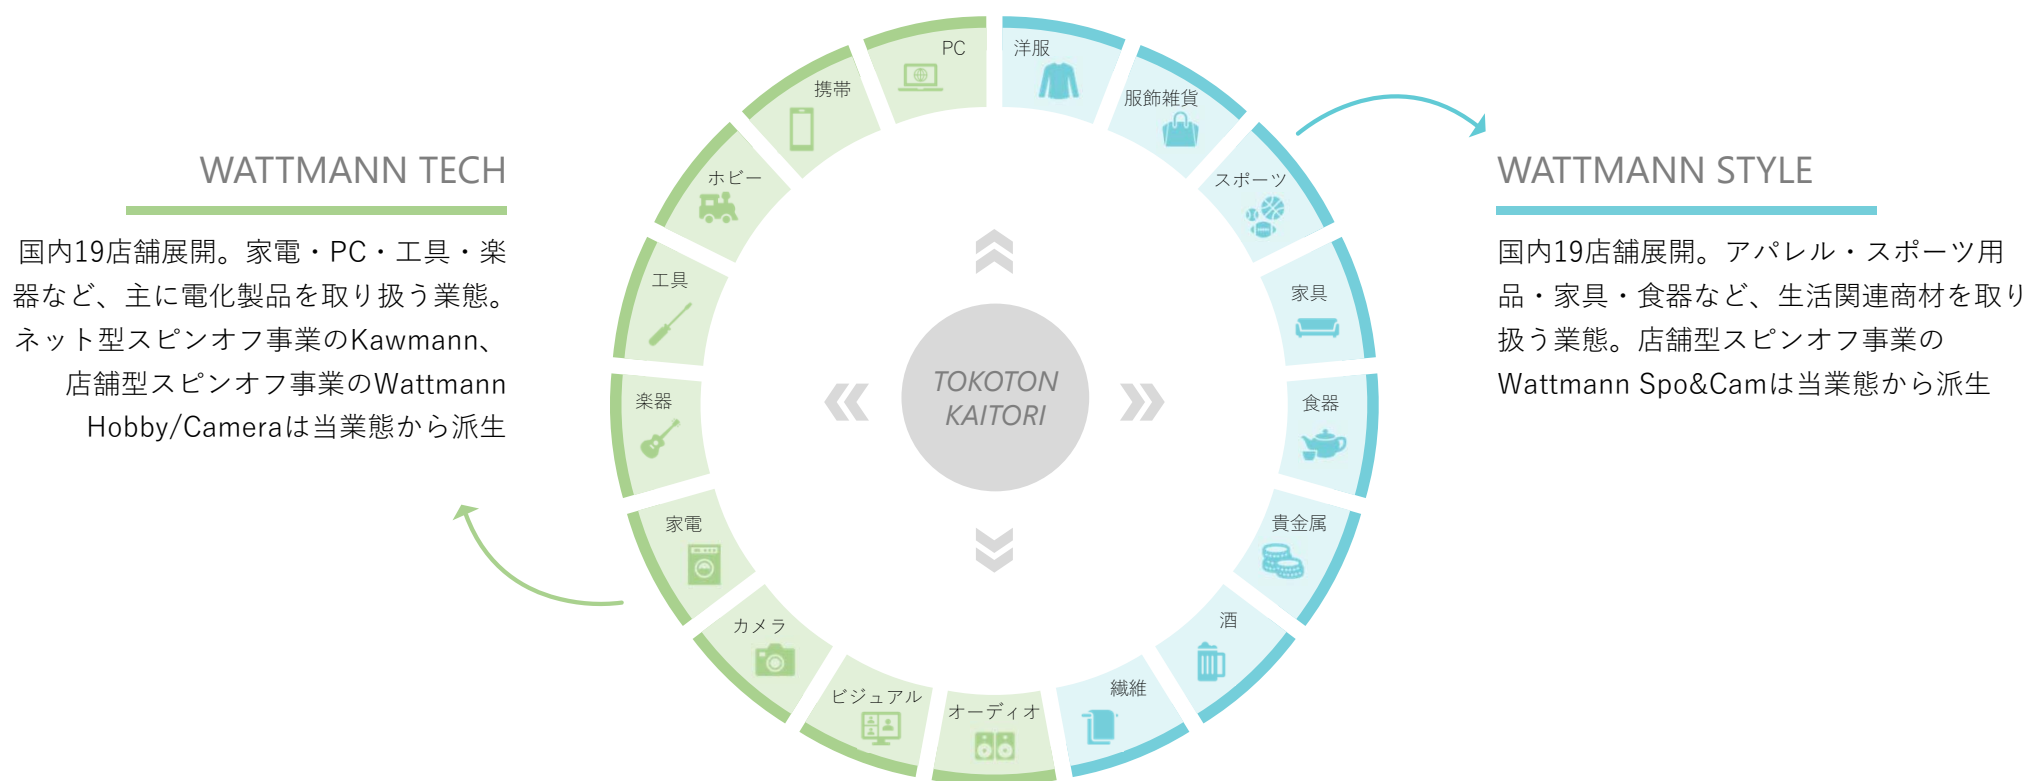 WATTMANN TECH
国内19店舗展開。家電・PC・工具・楽
器など、主に電化製品を取り扱う業態。
ネット型スピンオフ事業のKawmann、
店舗型スピンオフ事業のWattmann
Hobby/Cameraは当業態から派生
PC
携帯
ホビー
工具
楽器
家電
カメラ
ビジュアル
オーディオ
洋服
服飾雑貨
スポーツ
家具
食器
貴金属
酒
繊維
TOKOTON
KAITORI
WATTMANN STYLE
国内19店舗展開。アパレル・スポーツ用
品・家具・食器など、生活関連商材を取り
扱う業態。店舗型スピンオフ事業の
Wattmann Spo&Camは当業態から派生